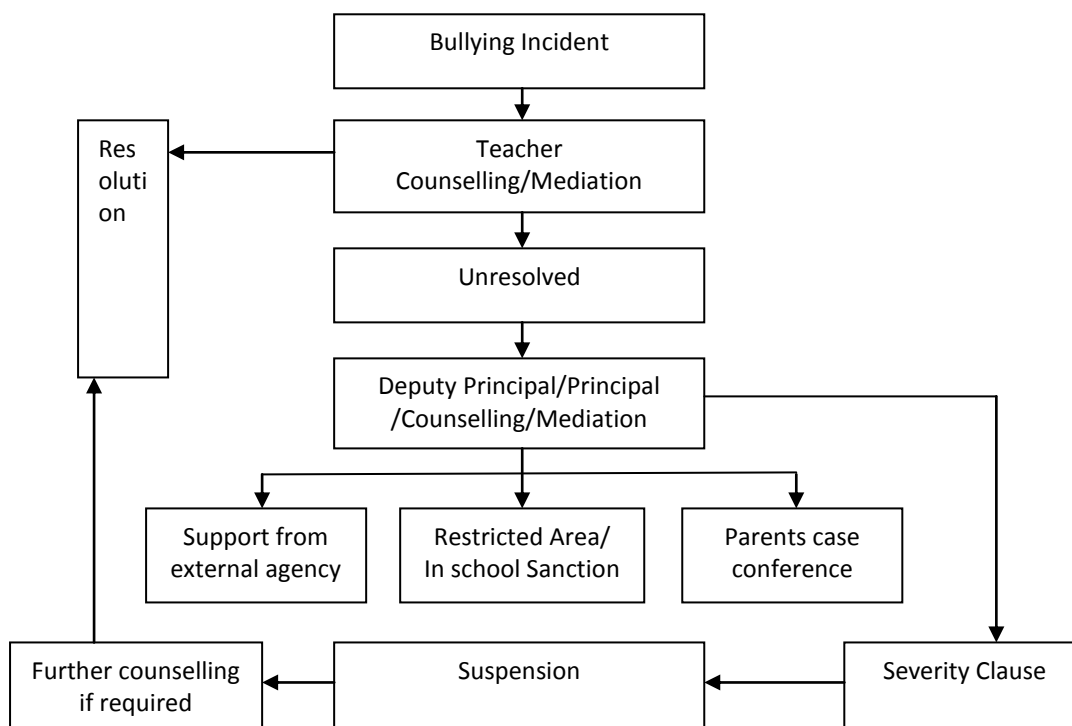 Bullying Incident
Res
oluti
on
Teacher
Counselling/Mediation
Unresolved
Deputy Principal/Principal
/Counselling/Mediation
Support from
external agency
Restricted Area/
In school Sanction
Parents case
conference
Further counselling
if required
Suspension
Severity Clause